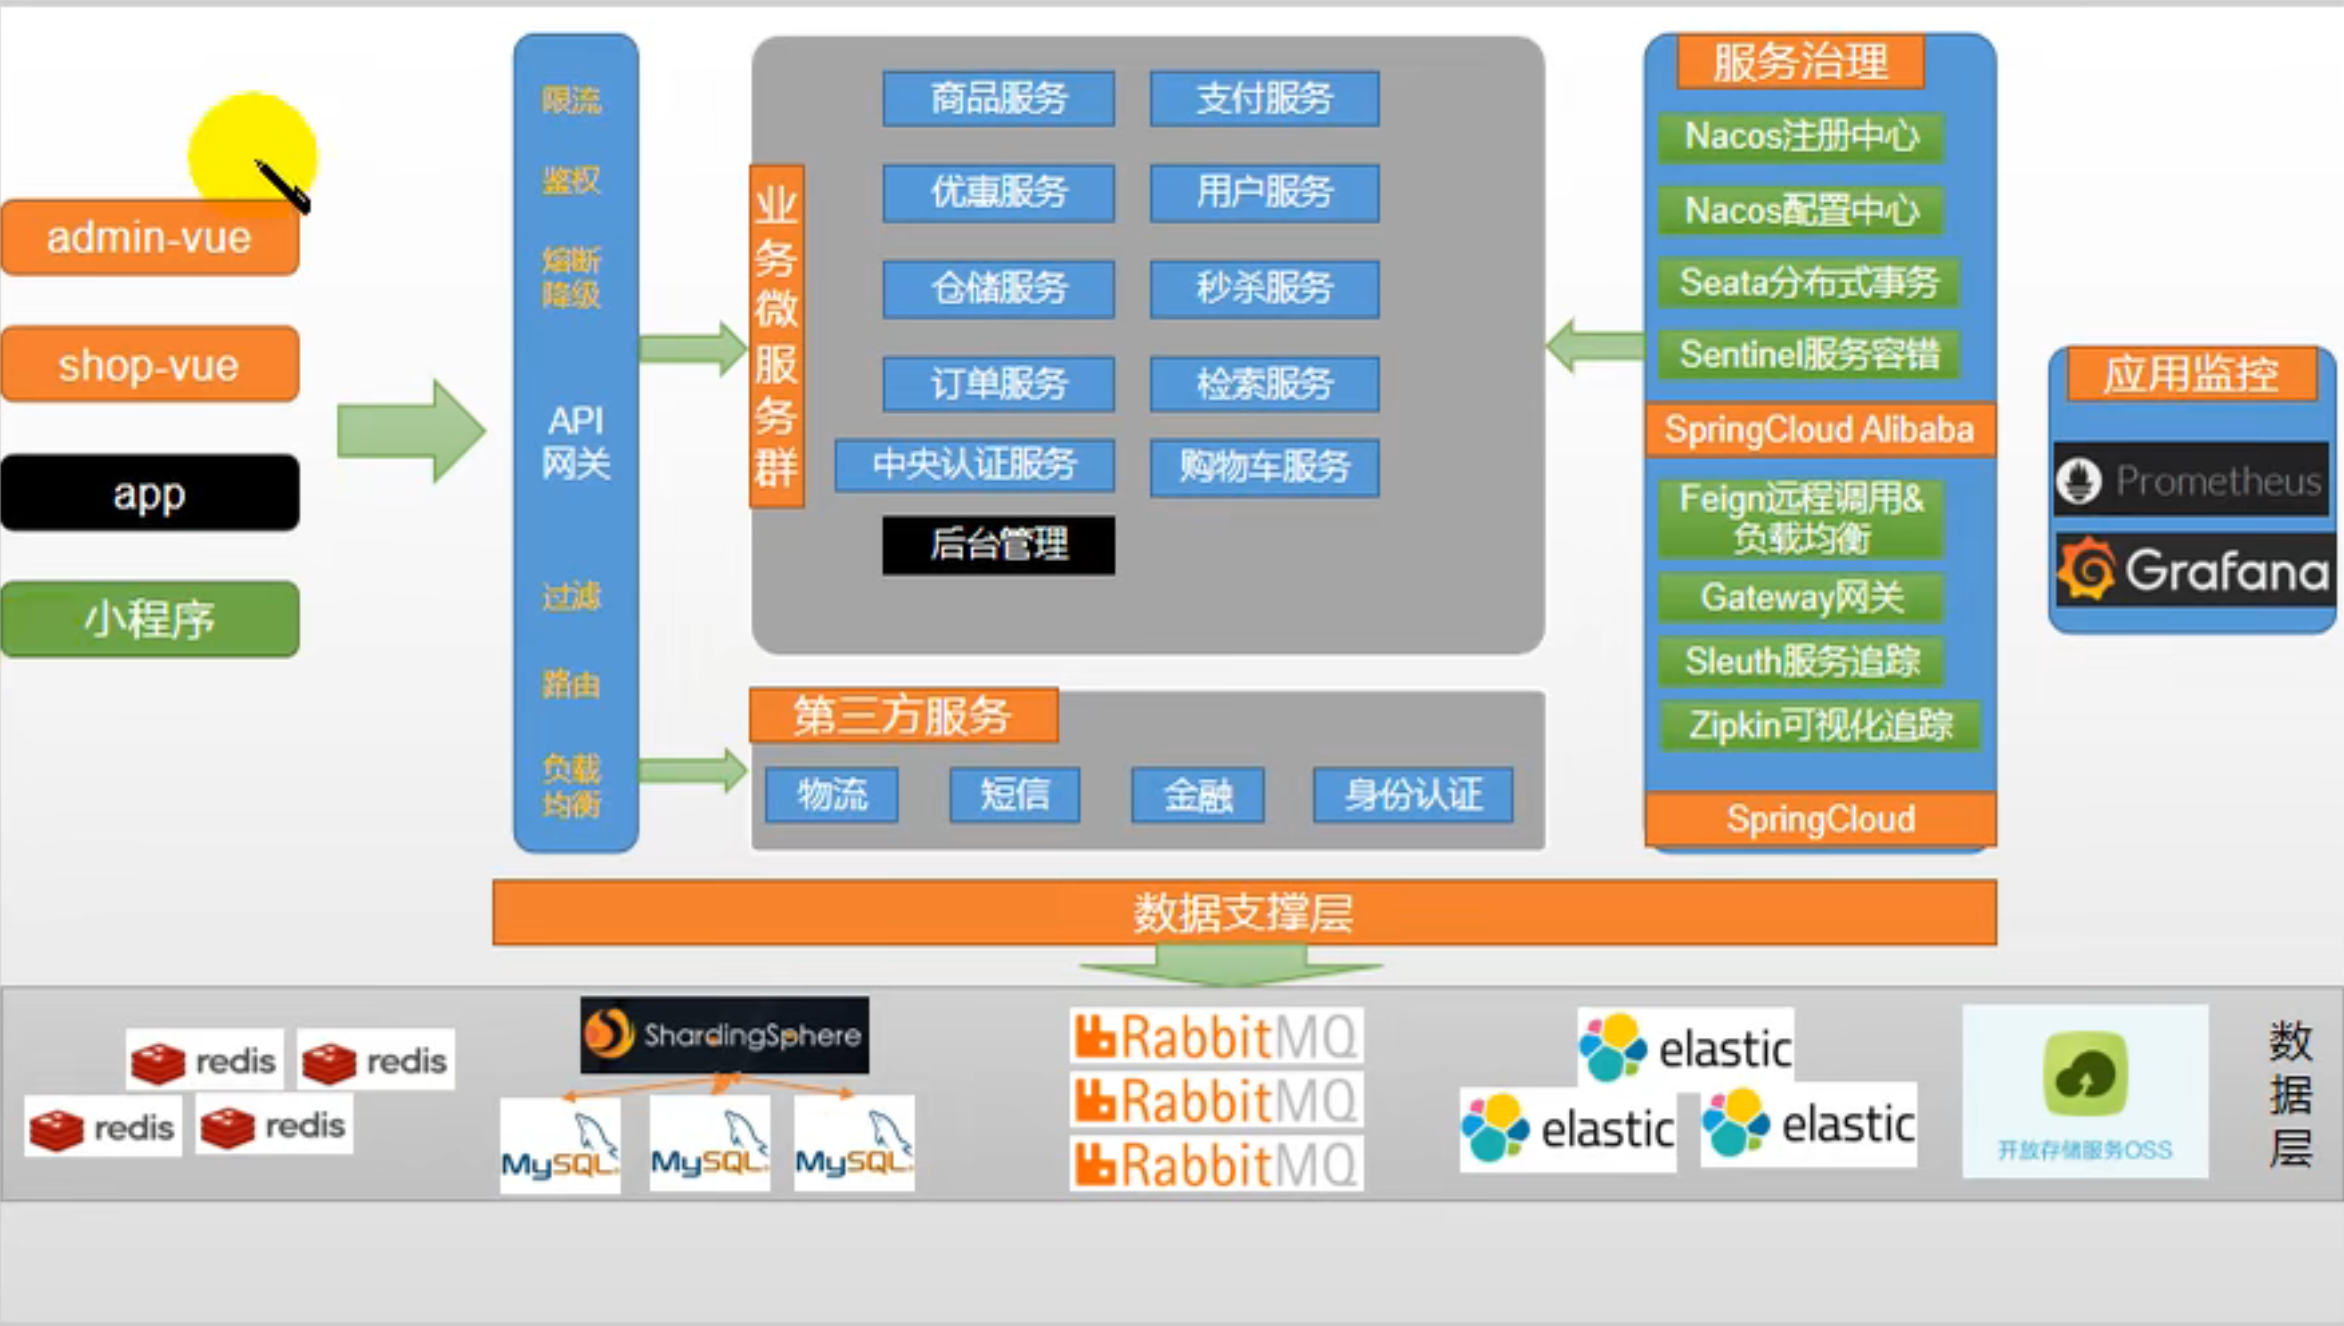 admin-vue
shop-vue
app
小程序
限流
鉴权
熔断
降级
API
网关
过滤
路由
负载
均衡
业务微服务群
商品服务
支付服务
优惠服务
用户服务
仓储服务
秒杀服务
订单服务
检索服务
中央认证服务
购物车服务
后台管理
第三方服务
物流
短信
金融
身份认证
服务治理
Nacos注册中心
Nacos配置中心
Seata分布式事务
Sentinel服务容错
SpringCloud Alibaba
Feign远程调用&
负载均衡
Gateway网关
Sleuth服务追踪
Zipkin可视化追踪
SpringCloud
应用监控
Prometheus
Grafana
数据支撑层
redis
redis
redis
redis
ShardingSphere
MySQL
MySQL
MySQL
RabbitMQ
RabbitMQ
RabbitMQ
elastic
elastic
elastic
开放存储服务OSS
数据层